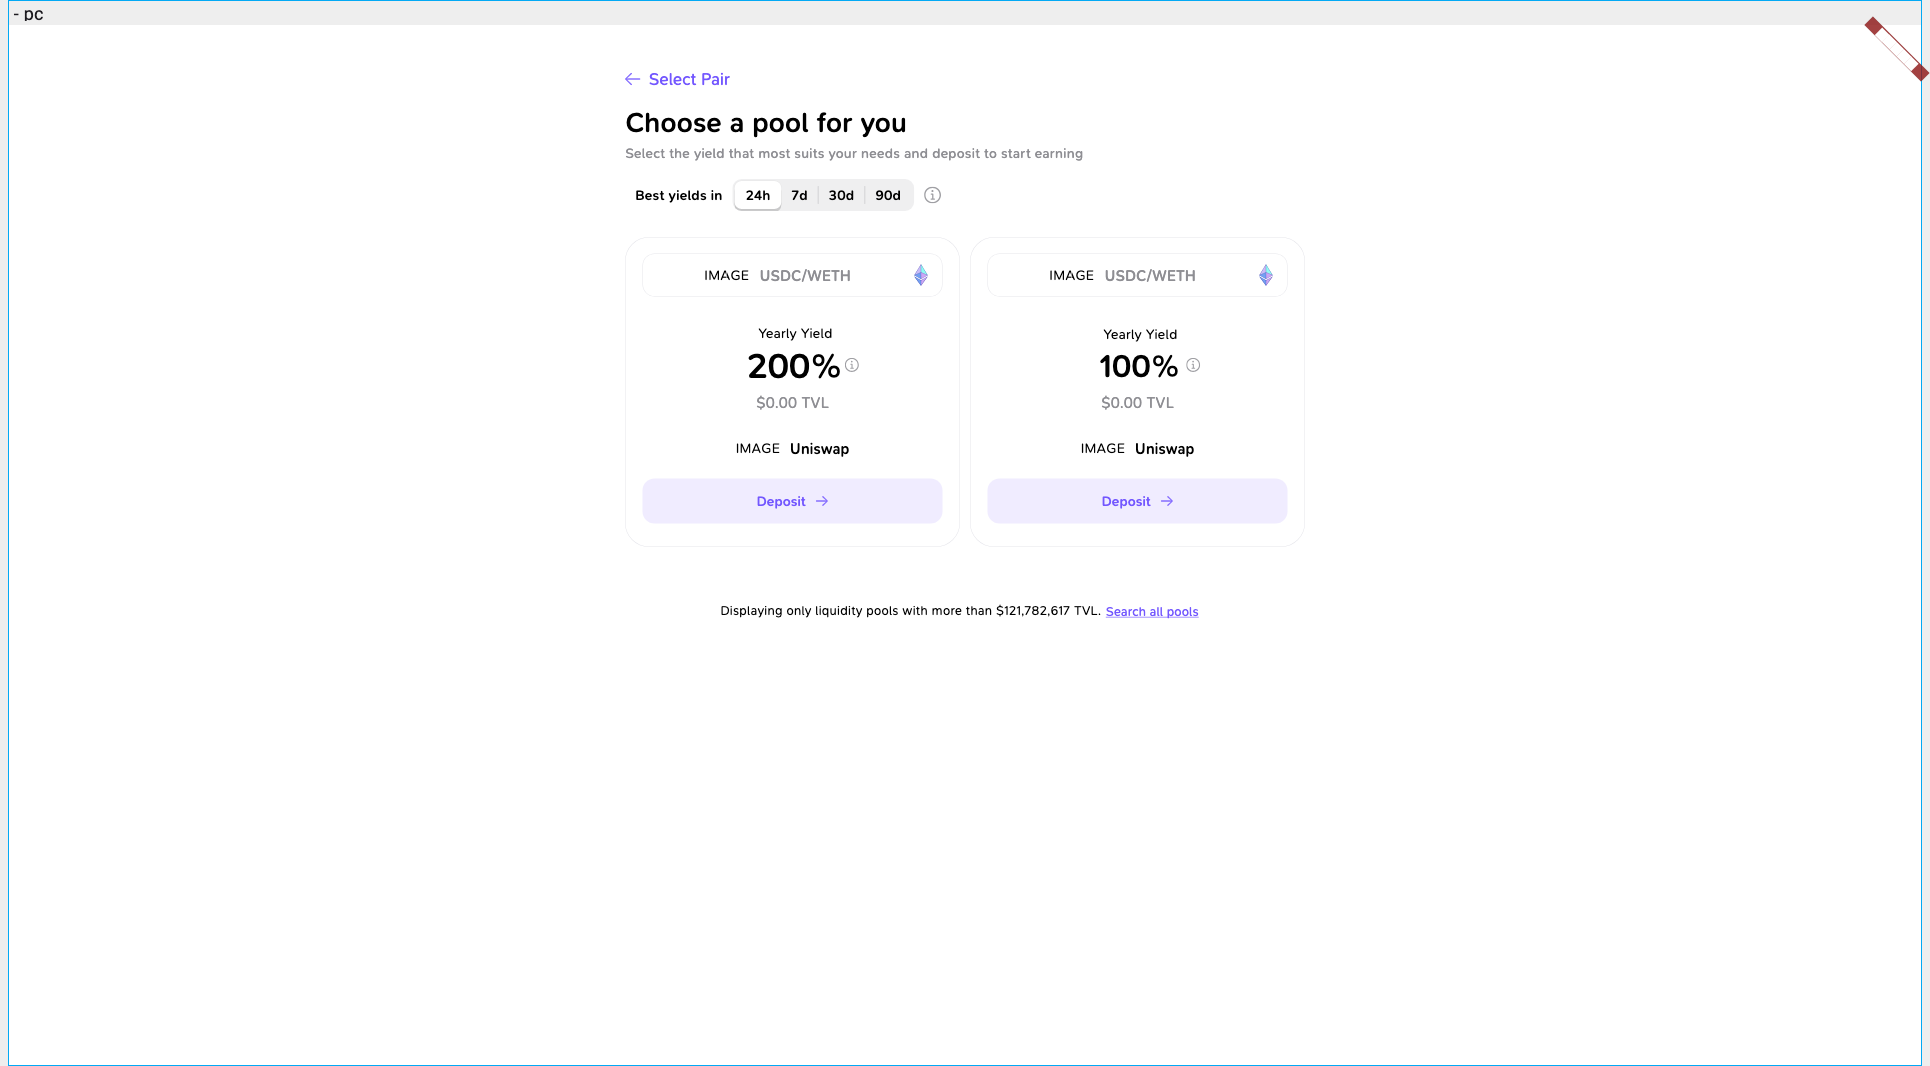 - pc
← Select Pair
Choose a pool for you
Select the yield that most suits your needs and deposit to start earning
Best yields in 24h 7d 30d 90d
IMAGE USDC/WETH
Yearly Yield
200%
$0.00 TVL
IMAGE Uniswap
Deposit →
IMAGE USDC/WETH
Yearly Yield
100%
$0.00 TVL
IMAGE Uniswap
Deposit →
Displaying only liquidity pools with more than $121,782,617 TVL. Search all pools